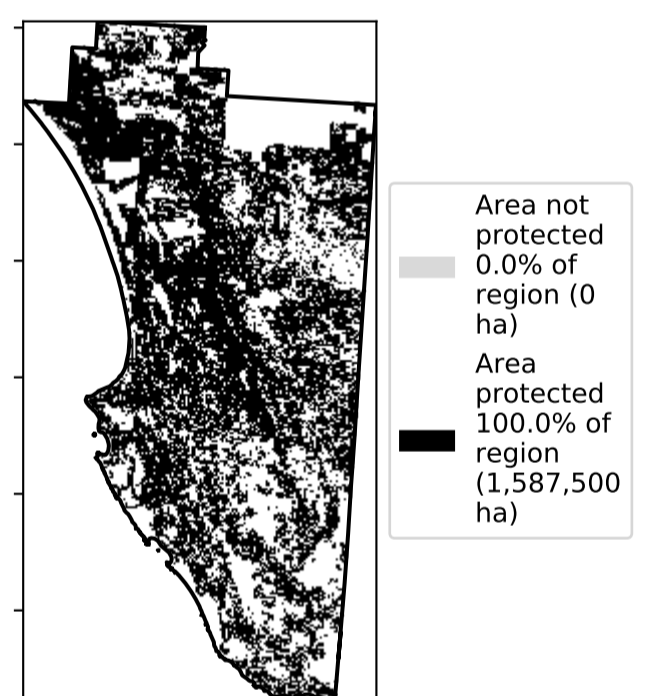 Area not
protected
0.0% of
region (0
ha)
Area
protected
100.0% of
region
(1,587,500
ha)